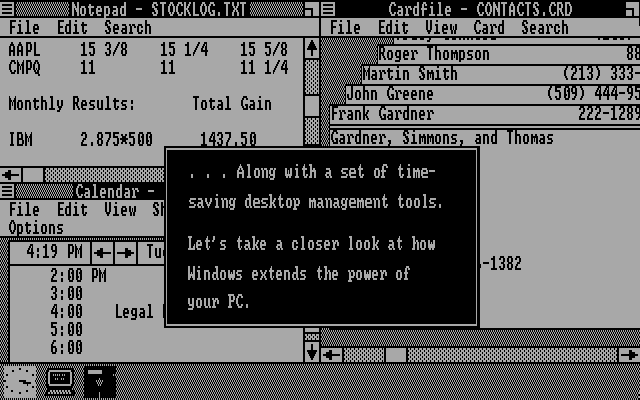 Notepad - STOCKLOG.TXT
File Edit Search
AAPL 15 3/8 15 1/4 15 5/8
CMPQ 11 11 11 1/4
Monthly Results: Total Gain
IBM 2.875*500 1437.50
Cardfile - CONTACTS.CRD
File Edit View Card Search
Roger Thompson 88
Martin Smith (213) 333-
John Greene (509) 444-95
Frank Gardner 222-1289
Gardner, Simmons, and Thomas
-1382
Calendar -
File Edit View
Options
4:19 PM
2:00 PM
3:00
4:00 Legal
5:00
6:00
. . . Along with a set of time-
saving desktop management tools.
Let's take a closer look at how
Windows extends the power of
your PC.